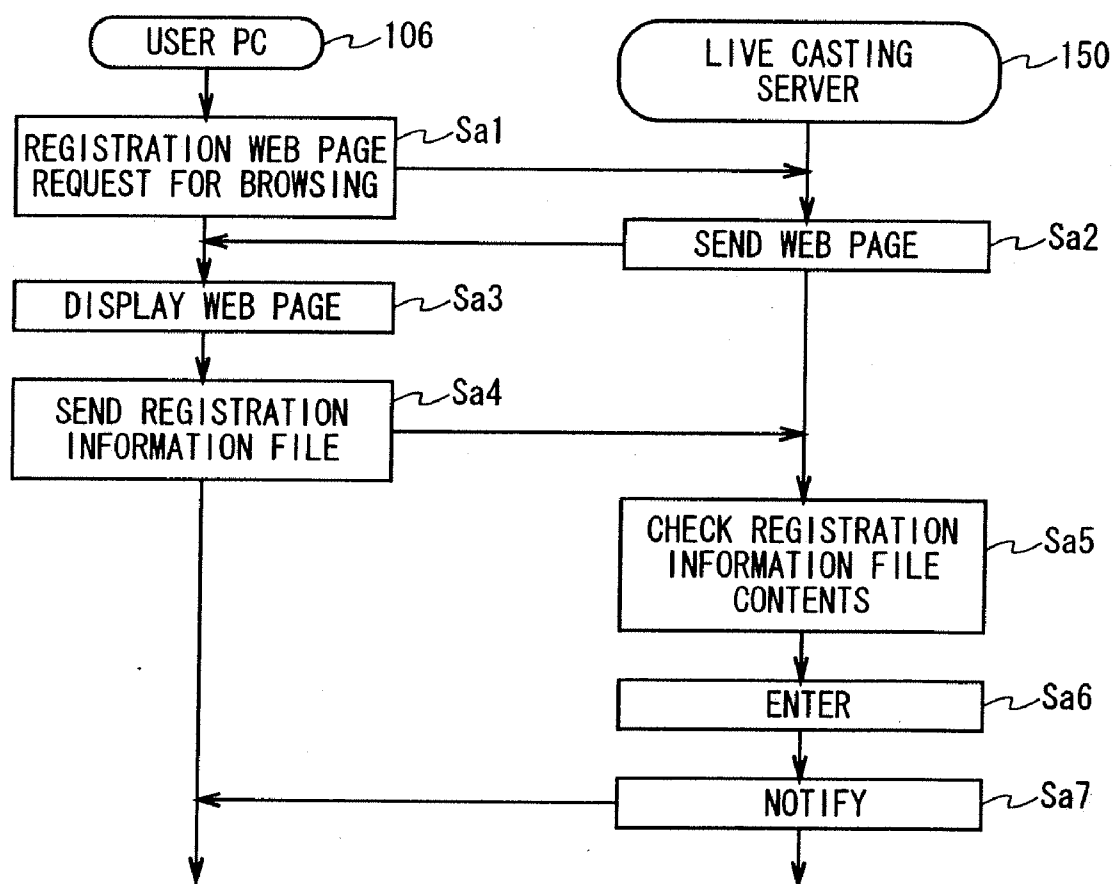 USER PC
106
LIVE CASTING
SERVER
150
REGISTRATION WEB PAGE
REQUEST FOR BROWSING
Sa1
SEND WEB PAGE
Sa2
DISPLAY WEB PAGE
Sa3
SEND REGISTRATION
INFORMATION FILE
Sa4
CHECK REGISTRATION
INFORMATION FILE
CONTENTS
Sa5
ENTER
Sa6
NOTIFY
Sa7